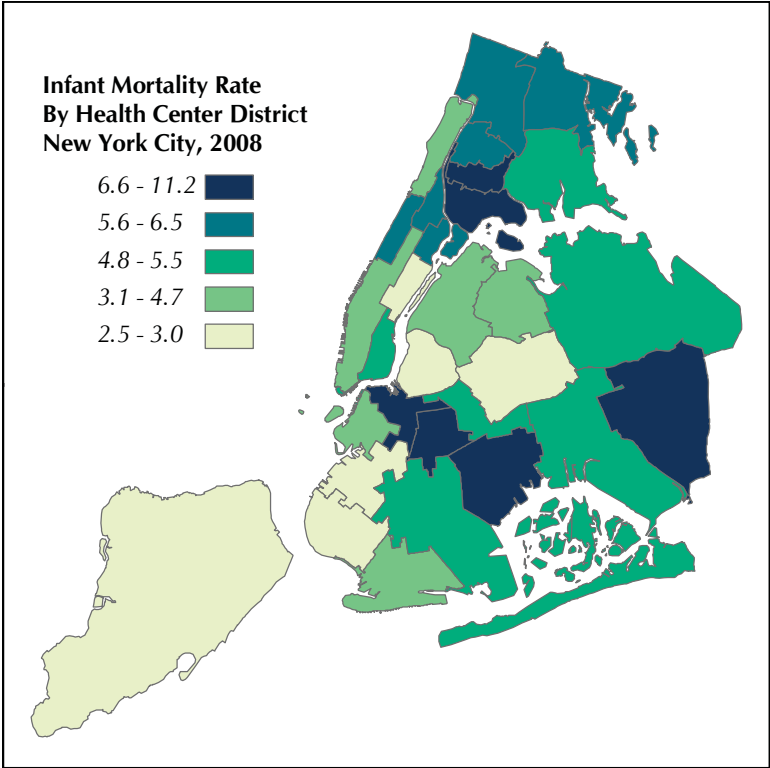 Infant Mortality Rate
By Health Center District
New York City, 2008
6.6 - 11.2
5.6 - 6.5
4.8 - 5.5
3.1 - 4.7
2.5 - 3.0